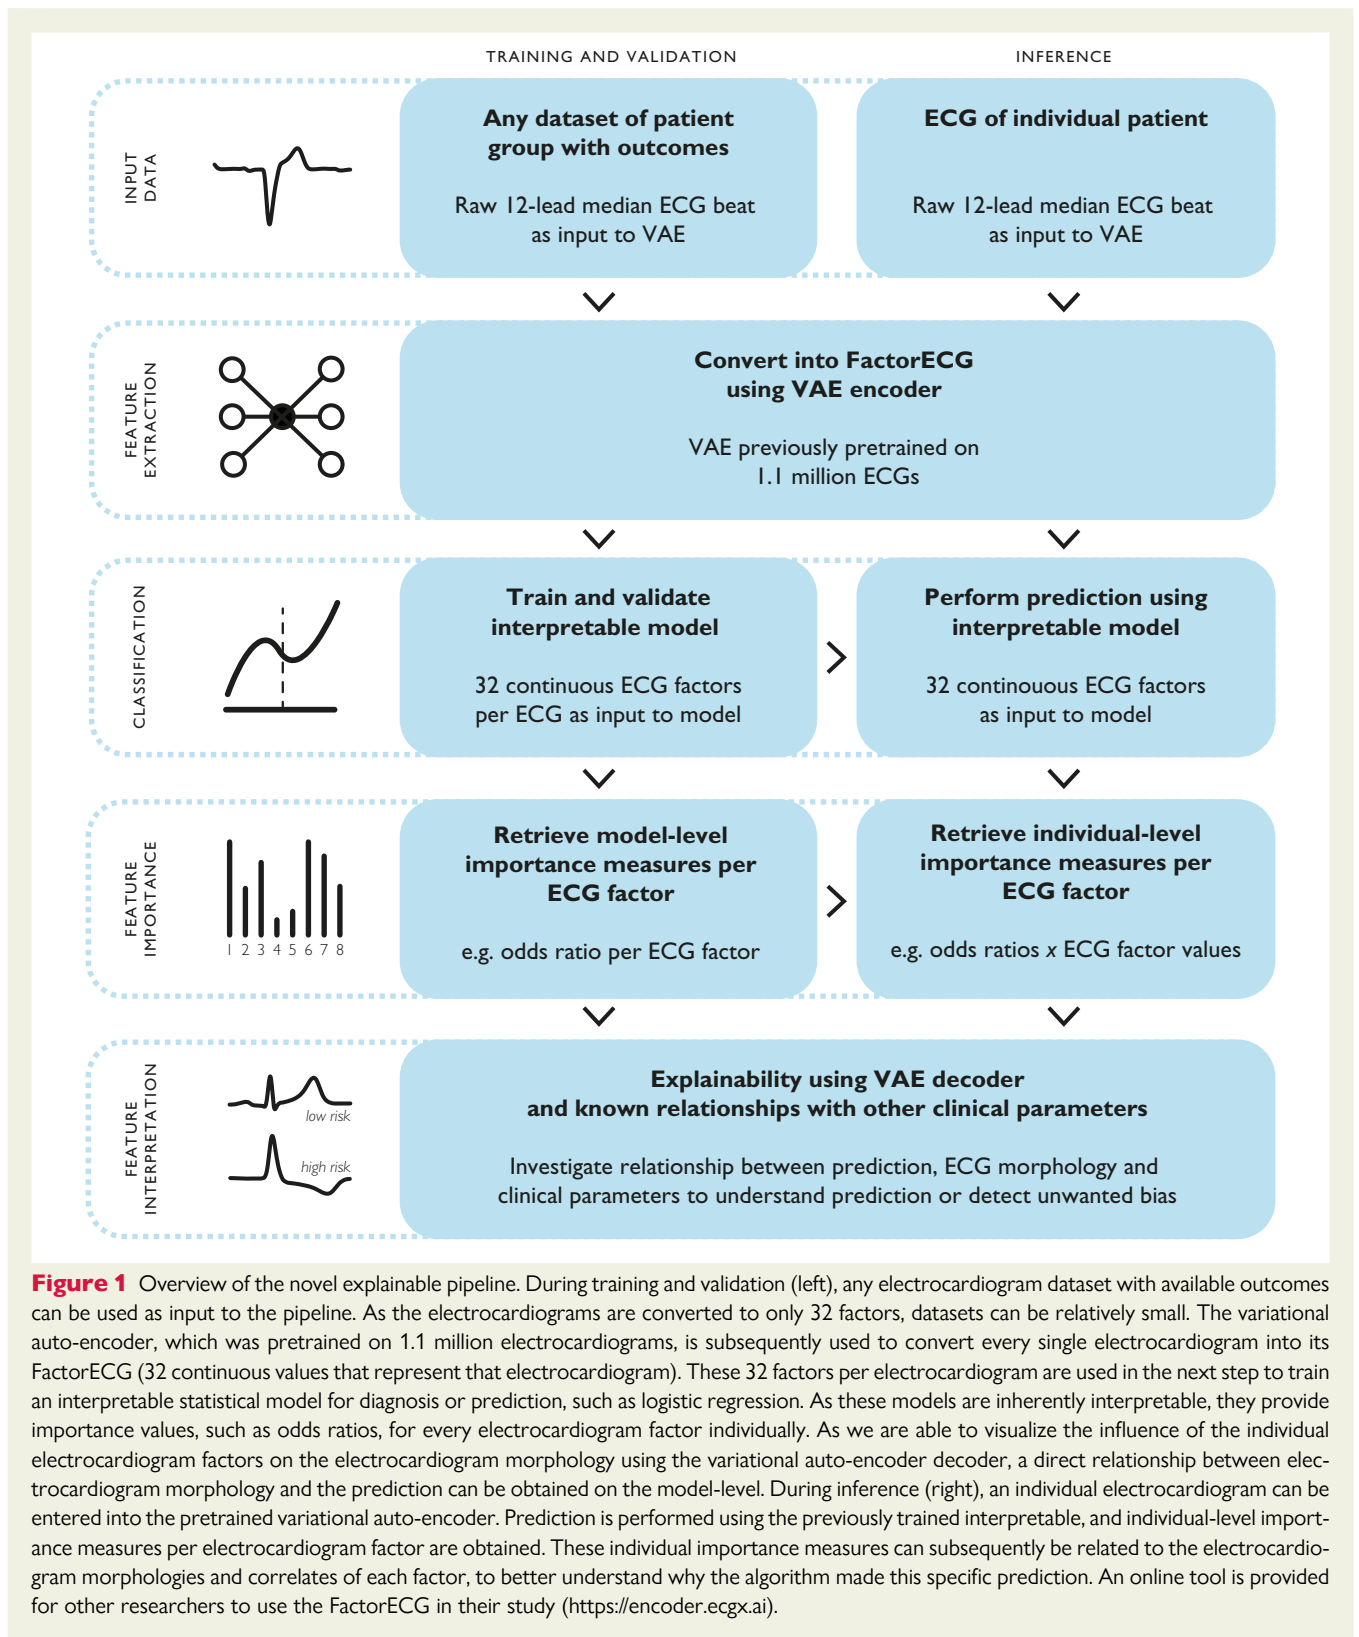 TRAINING AND VALIDATION
INFERENCE
INPUT
DATA
Any dataset of patient
group with outcomes
Raw 12-lead median ECG beat
as input to VAE
ECG of individual patient
Raw 12-lead median ECG beat
as input to VAE
FEATURE
EXTRACTION
Convert into FactorECG
using VAE encoder
VAE previously pretrained on
1.1 million ECGs
CLASSIFICATION
Train and validate
interpretable model
32 continuous ECG factors
per ECG as input to model
Perform prediction using
interpretable model
32 continouous ECG factors
as input to model
FEATURE
IMPORTANCE
1 2 3 4 5 6 7 8
Retrieve model-level
importance measures per
ECG factor
e.g. odds ratio per ECG factor
Retrieve individual-level
importance measures per
ECG factor
e.g. odds ratios x ECG factor values
FEATURE
INTERPRETATION
low risk
high risk
Explainability using VAE decoder
and known relationships with other clinical parameters
Investigate relationship between prediction, ECG morphology and
clinical parameters to understand prediction or detect unwanted bias
Figure 1 Overview of the novel explainable pipeline. During training and validation (left), any electrocardiogram dataset with available outcomes
can be used as input to the pipeline. As the electrocardiograms are converted to only 32 factors, datasets can be relatively small. The variational
auto-encoder, which was pretrained on 1.1 million electrocardiograms, is subsequently used to convert every single electrocardiogram into its
FactorECG (32 continuous values that represent that electrocardiogram). These 32 factors per electrocardiogram are used in the next step to train
an interpretable statistical model for diagnosis or prediction, such as logistic regression. As these models are inherently interpretable, they provide
importance values, such as odds ratios, for every electrocardiogram factor individually. As we are able to visualize the influence of the individual
electrocardiogram factors on the electrocardiogram morphology using the variational auto-encoder decoder, a direct relationship between elec-
trocardiogram morphology and the prediction can be obtained on the model-level. During inference (right), an individual electrocardiogram can be
entered into the pretrained variational auto-encoder. Prediction is performed using the previously trained interpretable, and individual-level import-
ance measures per electrocardiogram factor are obtained. These individual importance measures can subsequently be related to the electrocardio-
gram morphologies and correlates of each factor, to better understand why the algorithm made this specific prediction. An online tool is provided
for other researchers to use the FactorECG in their study (https://encoder.ecgx.ai).